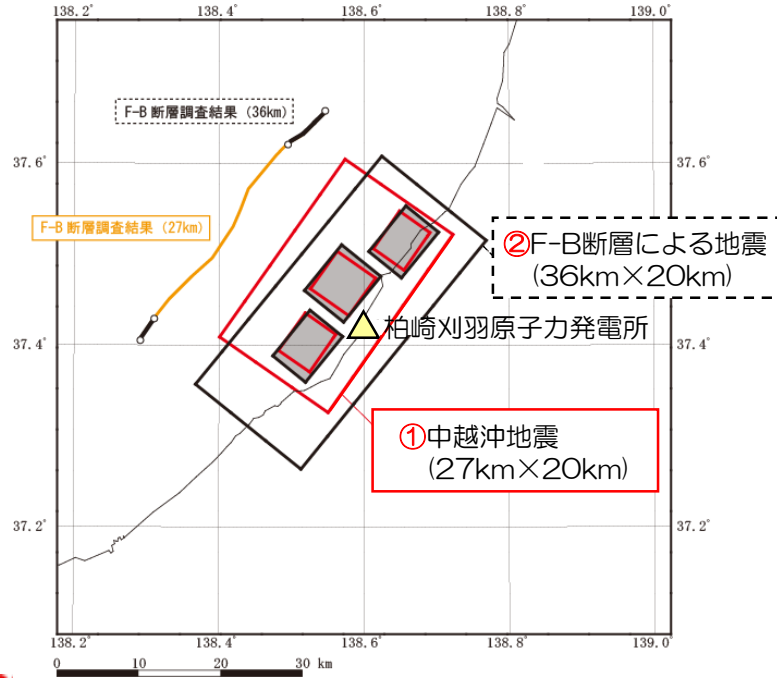 138.2° 138.4° 138.6° 138.8° 139.0°
F-B 断層調査結果 (36km)
37.6° 37.6°
F-B 断層調査結果 (27km)
②F-B断層による地震
(36km×20km)
柏崎刈羽原子力発電所
37.4° 37.4°
①中越沖地震
(27km×20km)
37.2° 37.2°
138.2° 138.4° 138.6° 138.8° 139.0°
0 10 20 30 km